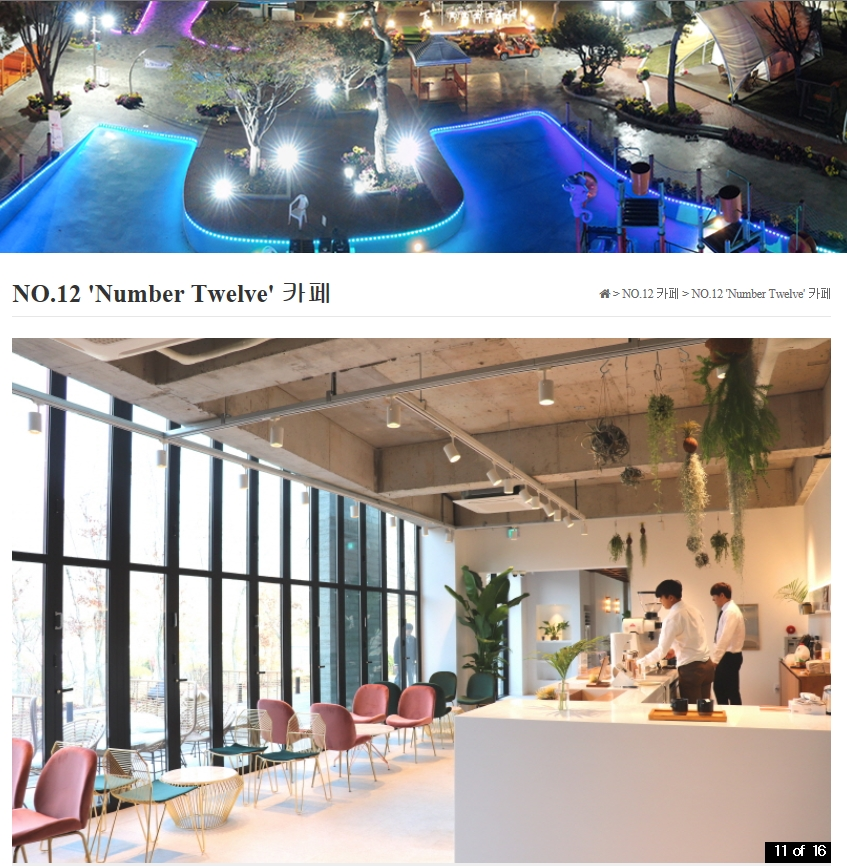 NO.12 'Number Twelve' 카페
> NO.12 카페 > NO.12 'Number Twelve' 카페
11 of 16